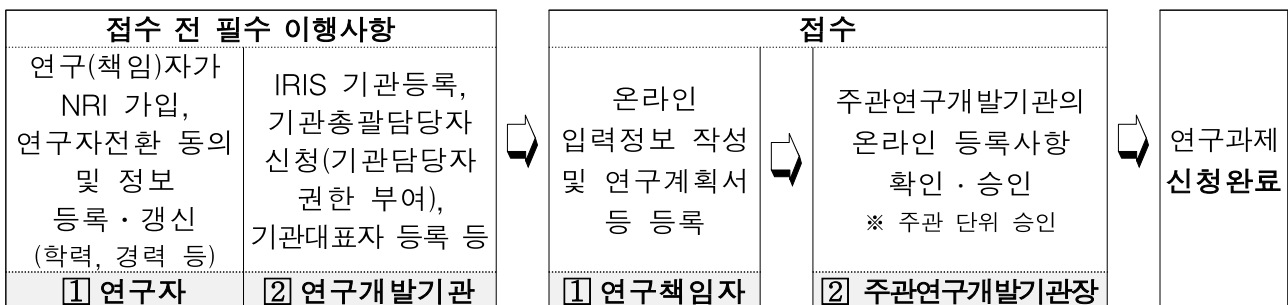 접수 전 필수 이행사항
연구(책임)자가
NRI 가입,
연구자전환 동의
및 정보
등록・갱신
(학력, 경력 등)
1 연구자
IRIS 기관등록,
기관총괄담당자
신청(기관담당자
권한 부여),
기관대표자 등록 등
2 연구개발기관
접수
온라인
입력정보 작성
및 연구계획서
등 등록
1 연구책임자
주관연구개발기관의
온라인 등록사항
확인・승인
※ 주관 단위 승인
2 주관연구개발기관장
연구과제
신청완료